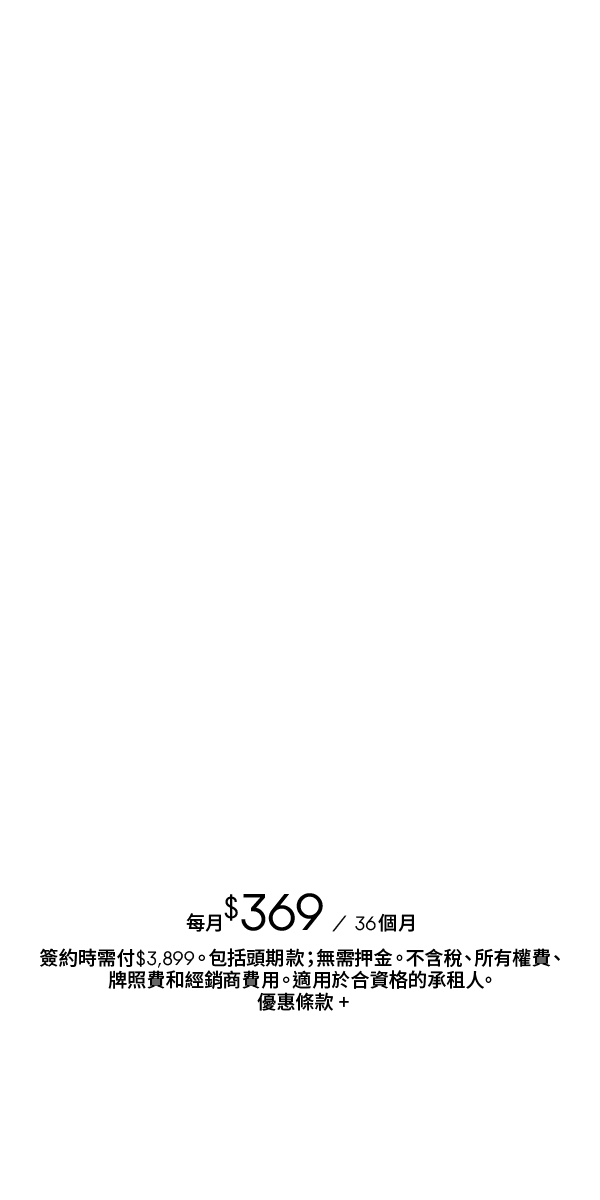 每月$369 / 36個月
簽約時需付$3,899。包括頭期款；無需押金。不含稅、所有權費、
牌照費和經銷商費用。適用於合資格的承租人。
優惠條款 +